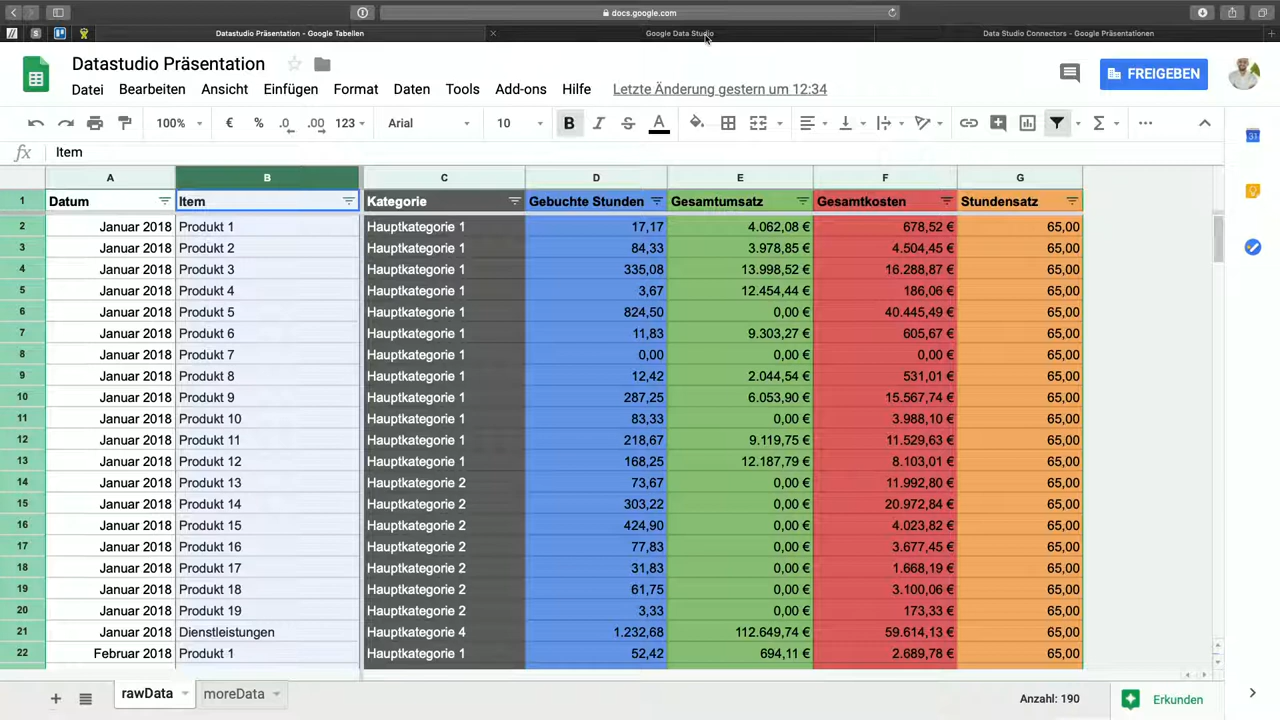 docs.google.com
Datastudio Präsentation - Google Tabellen
Google Data Studio
Data Studio Connectors - Google Präsentationen
Datastudio Präsentation
FREIGEBEN
Datei Bearbeiten Ansicht Einfügen Format Daten Tools Add-ons Hilfe Letzte Änderung gestern um 12:34
100% € % .0 .00 123 Arial 10 B I S A
fx Item
A B C D E F G
1 Datum Item Kategorie Gebuchte Stunden Gesamtumsatz Gesamtkosten Stundensatz
2 Januar 2018 Produkt 1 Hauptkategorie 1 17,17 4.062,08 € 678,52 € 65,00
3 Januar 2018 Produkt 2 Hauptkategorie 1 84,33 3.978,85 € 4.504,45 € 65,00
4 Januar 2018 Produkt 3 Hauptkategorie 1 335,08 13.998,52 € 16.288,87 € 65,00
5 Januar 2018 Produkt 4 Hauptkategorie 1 3,67 12.454,44 € 186,06 € 65,00
6 Januar 2018 Produkt 5 Hauptkategorie 1 824,50 0,00 € 40.445,49 € 65,00
7 Januar 2018 Produkt 6 Hauptkategorie 1 11,83 9.303,27 € 605,67 € 65,00
8 Januar 2018 Produkt 7 Hauptkategorie 1 0,00 0,00 € 0,00 € 65,00
9 Januar 2018 Produkt 8 Hauptkategorie 1 12,42 2.044,54 € 531,01 € 65,00
10 Januar 2018 Produkt 9 Hauptkategorie 1 287,25 6.053,90 € 15.567,74 € 65,00
11 Januar 2018 Produkt 10 Hauptkategorie 1 83,33 0,00 € 3.988,10 € 65,00
12 Januar 2018 Produkt 11 Hauptkategorie 1 218,67 9.119,75 € 11.529,63 € 65,00
13 Januar 2018 Produkt 12 Hauptkategorie 1 168,25 12.187,79 € 8.103,01 € 65,00
14 Januar 2018 Produkt 13 Hauptkategorie 2 73,67 0,00 € 11.992,80 € 65,00
15 Januar 2018 Produkt 14 Hauptkategorie 2 303,22 0,00 € 20.972,84 € 65,00
16 Januar 2018 Produkt 15 Hauptkategorie 2 424,90 0,00 € 4.023,82 € 65,00
17 Januar 2018 Produkt 16 Hauptkategorie 2 77,83 0,00 € 3.677,45 € 65,00
18 Januar 2018 Produkt 17 Hauptkategorie 2 31,83 0,00 € 1.668,19 € 65,00
19 Januar 2018 Produkt 18 Hauptkategorie 2 61,75 0,00 € 3.100,06 € 65,00
20 Januar 2018 Produkt 19 Hauptkategorie 2 3,33 0,00 € 173,33 € 65,00
21 Januar 2018 Dienstleistungen Hauptkategorie 4 1.232,68 112.649,74 € 59.614,13 € 65,00
22 Februar 2018 Produkt 1 Hauptkategorie 1 52,42 694,11 € 2.689,78 € 65,00
rawData moreData Anzahl: 190 Erkunden